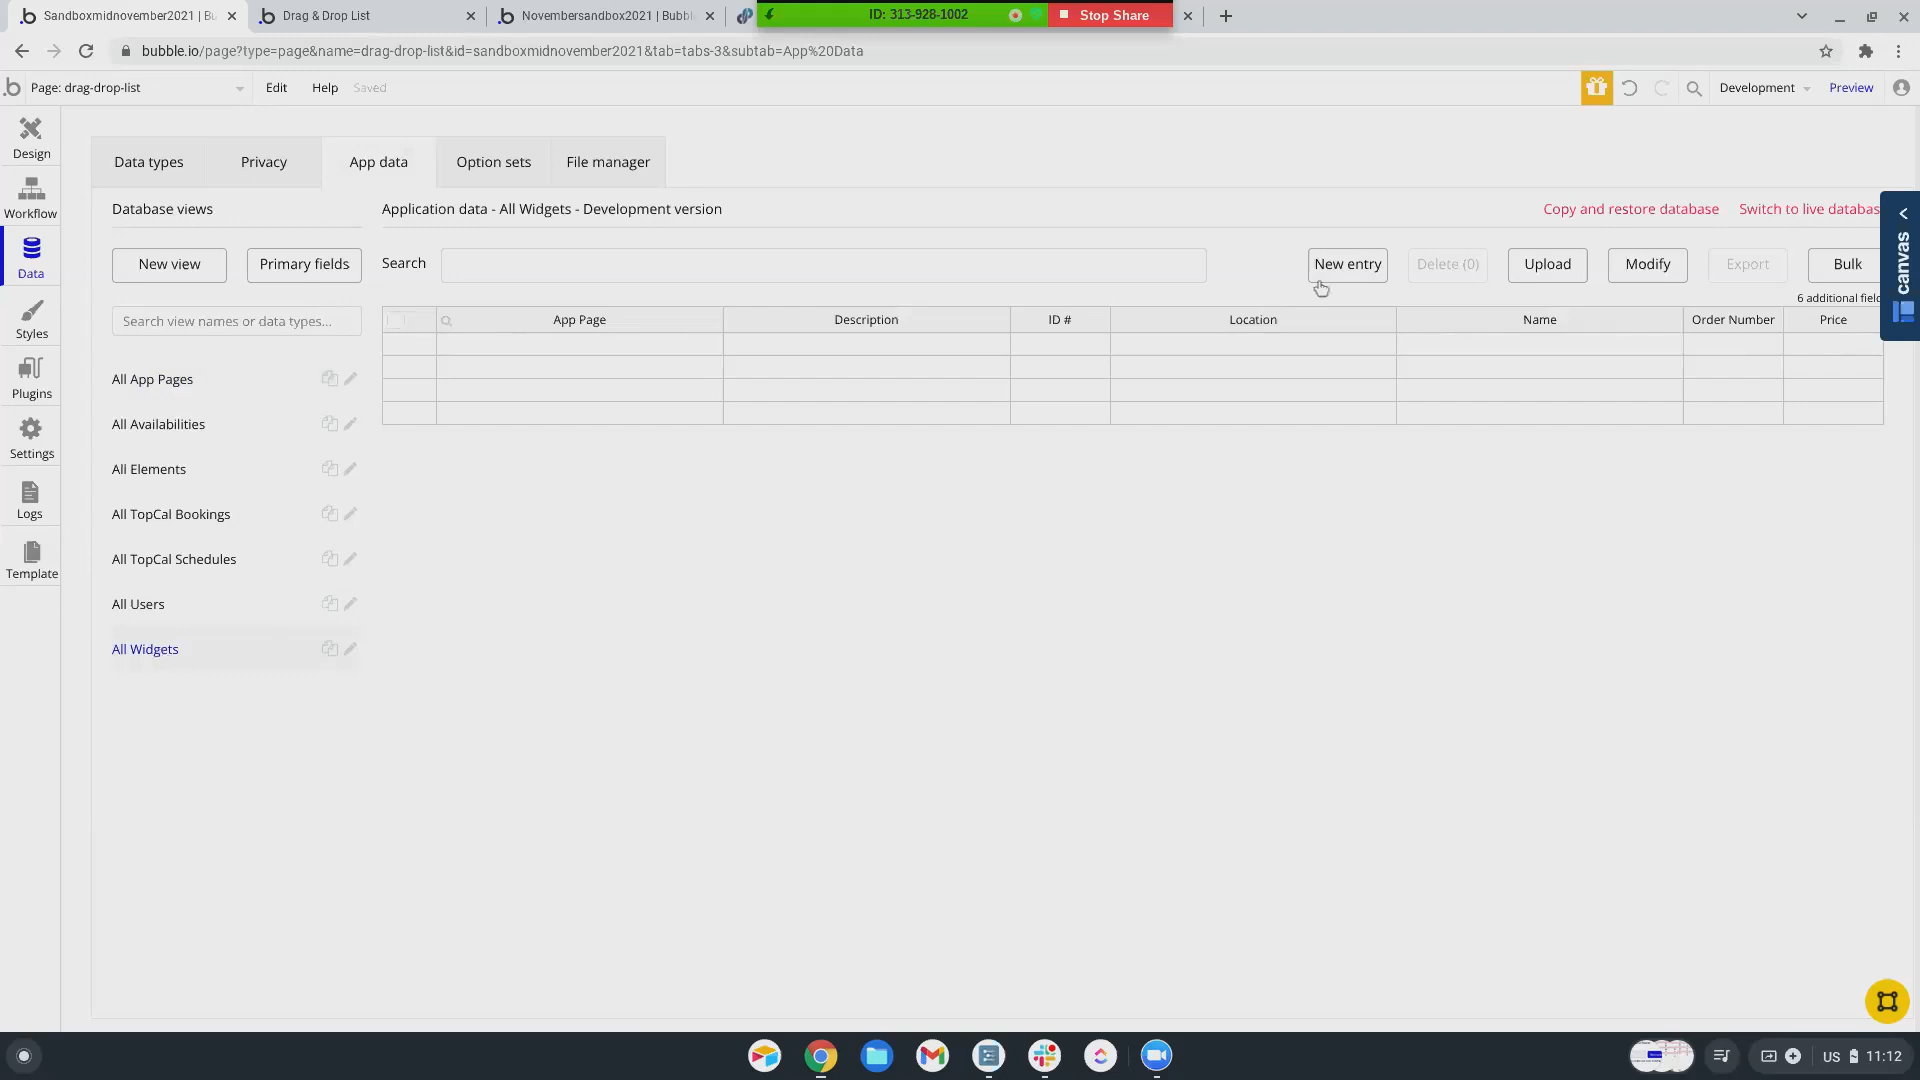 Sandboxmidnovember2021 | Bu
Drag & Drop List
Novembersandbox2021 | Bubbl
ID: 313-928-1002
Stop Share
bubble.io/page?type=page&name=drag-drop-list&id=sandboxmidnovember2021&tab=tabs-3&subtab=App%20Data
Page: drag-drop-list
Edit
Help
Saved
Development
Preview
Design
Workflow
Data
Styles
Plugins
Settings
Logs
Template
Data types
Privacy
App data
Option sets
File manager
Database views
Application data - All Widgets - Development version
Copy and restore database
Switch to live databas
New view
Primary fields
Search
New entry
Delete (0)
Upload
Modify
Export
Bulk
6 additional field
Search view names or data types...
App Page
Description
ID #
Location
Name
Order Number
Price
All App Pages
All Availabilities
All Elements
All TopCal Bookings
All TopCal Schedules
All Users
All Widgets
canvas
US
11:12